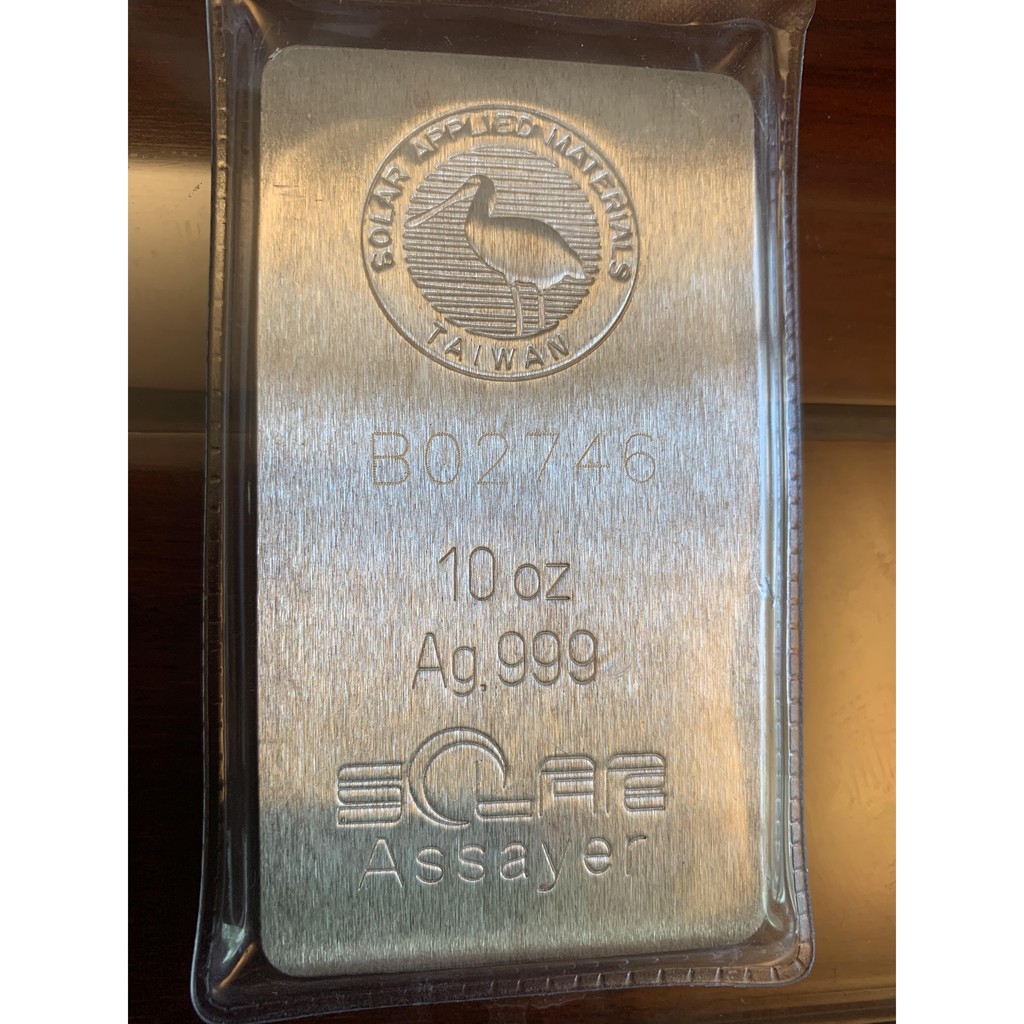 SOLAR APPLIED MATERIALS
TAIWAN
B02746
10 oz
Ag.999
SOLAR
Assayer